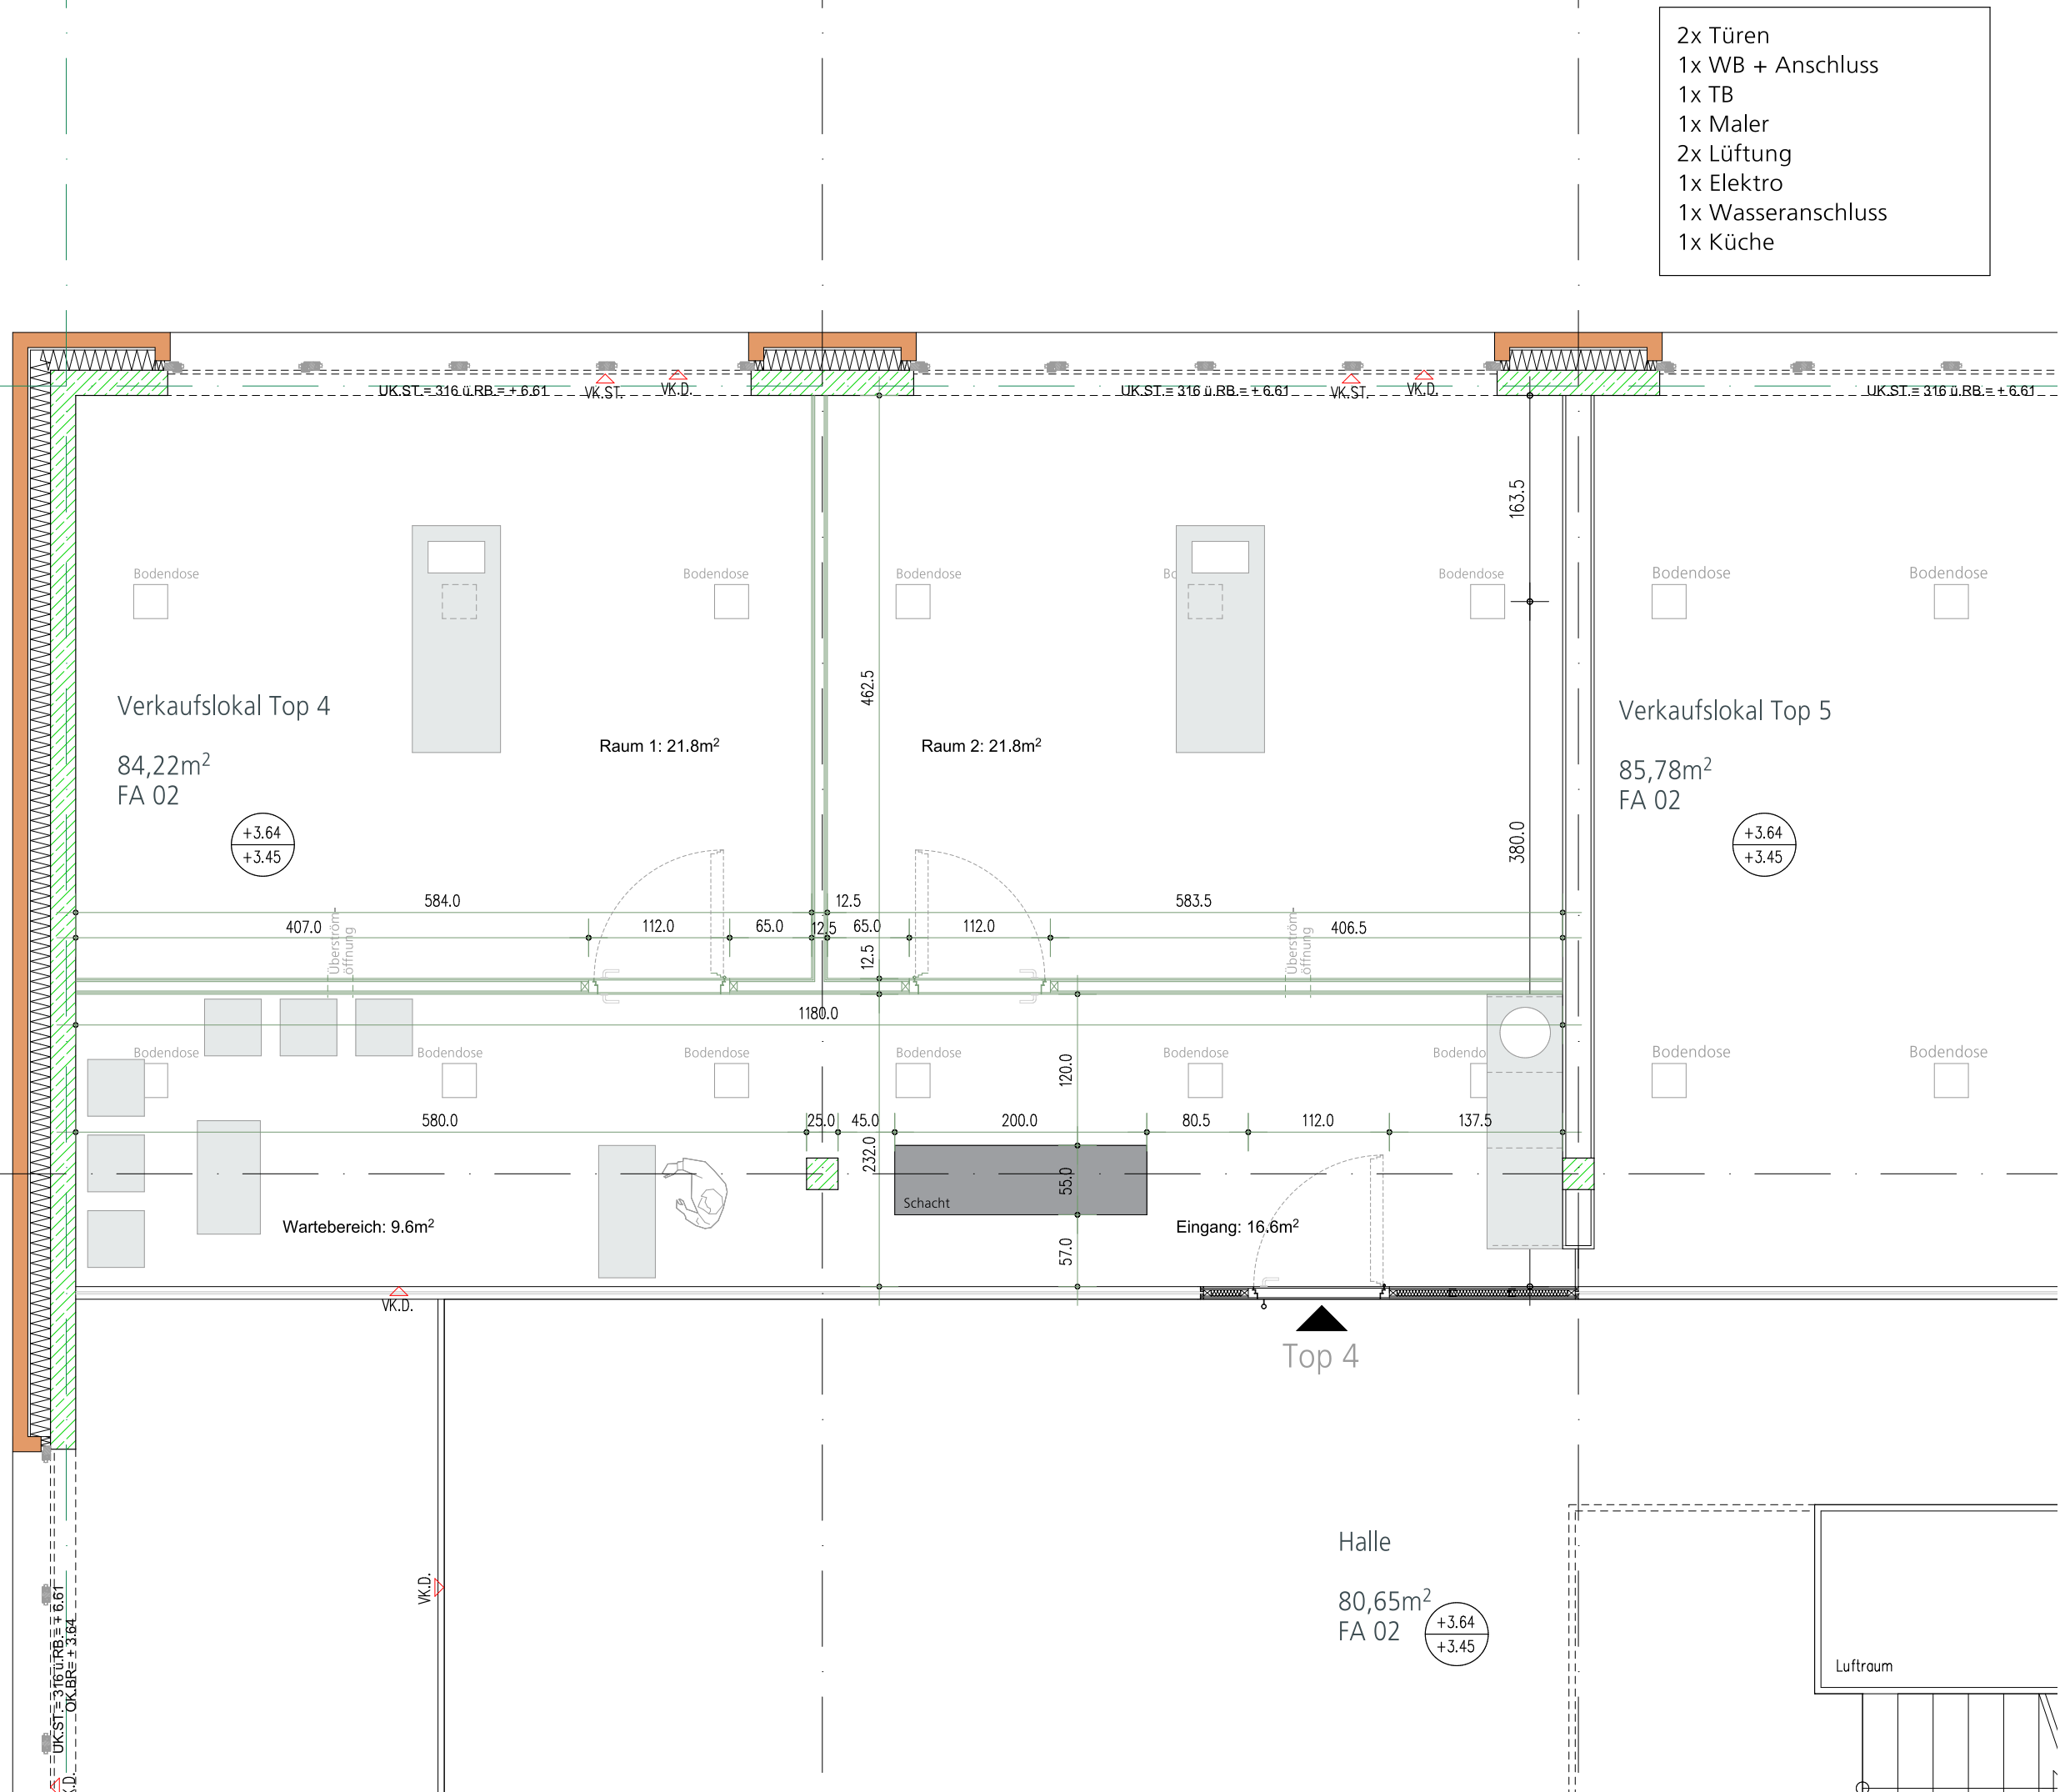 2x Türen
1x WB + Anschluss
1x TB
1x Maler
2x Lüftung
1x Elektro
1x Wasseranschluss
1x Küche
UK.ST.= 316 ü.RB.= + 6.61
VK.ST.
VK.D.
UK.ST.= 316 ü.RB.= + 6.61
VK.ST.
VK.D.
UK.ST.= 316 ü.RB.= + 6.61
163.5
Bodendose
Bodendose
Bodendose
Bodendose
Bodendose
Bodendose
462.5
Verkaufslokal Top 4
84,22m²
FA 02
+3.64
+3.45
Raum 1: 21.8m²
Raum 2: 21.8m²
Verkaufslokal Top 5
85,78m²
FA 02
+3.64
+3.45
380.0
584.0
12.5
583.5
407.0
Überström-
öffnung
112.0
65.0
12.5
65.0
112.0
Überström-
öffnung
406.5
12.5
1180.0
Bodendose
Bodendose
Bodendose
Bodendose
Bodendose
Bodendo
Bodendose
Bodendose
120.0
580.0
25.0
45.0
200.0
80.5
112.0
137.5
232.0
55.0
Schacht
Wartebereich: 9.6m²
Eingang: 16.6m²
57.0
VK.D.
Top 4
Halle
80,65m²
FA 02
+3.64
+3.45
VK.D.
Luftraum
UK.ST.= 316 ü.RB.= + 6.61
OK.BR= + 3.64